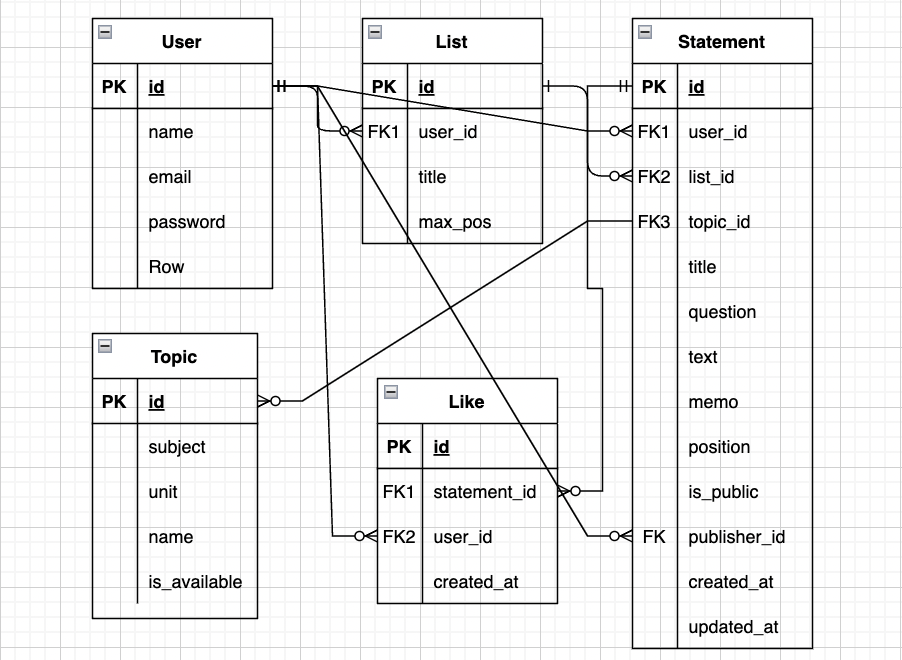 User
PK id
name
email
password
Row
List
PK id
FK1 user_id
title
max_pos
Statement
PK id
FK1 user_id
FK2 list_id
FK3 topic_id
title
question
text
memo
position
is_public
FK publisher_id
created_at
updated_at
Topic
PK id
subject
unit
name
is_available
Like
PK id
FK1 statement_id
FK2 user_id
created_at